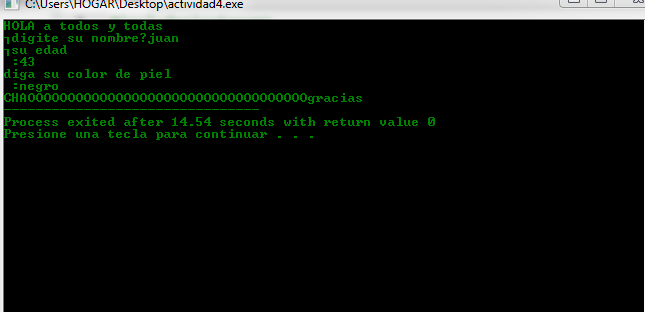 C:\Users\HOGAR\Desktop\actividad4.exe
HOLA a todos y todas
┐digite su nombre?juan
┐su edad
 :43
diga su color de piel
 :negro
CHAOOOOOOOOOOOOOOOOOOOOOOOOOOOOOOOOOOOgracias
--------------------------------
Process exited after 14.54 seconds with return value 0
Presione una tecla para continuar . . .